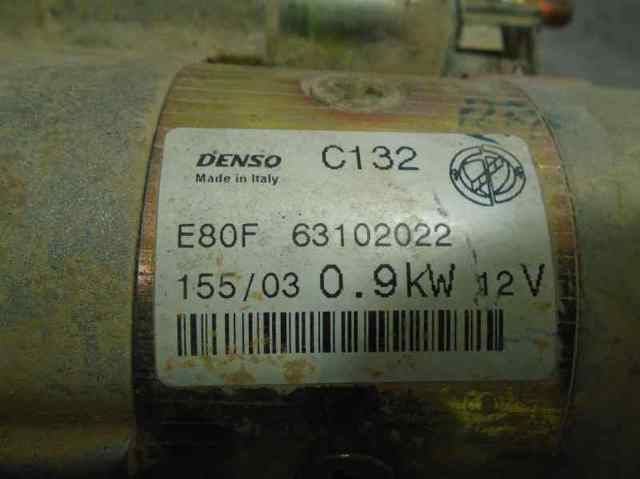 DENSO C132
Made in Italy
E80F 63102022
155/03 0.9KW 12V